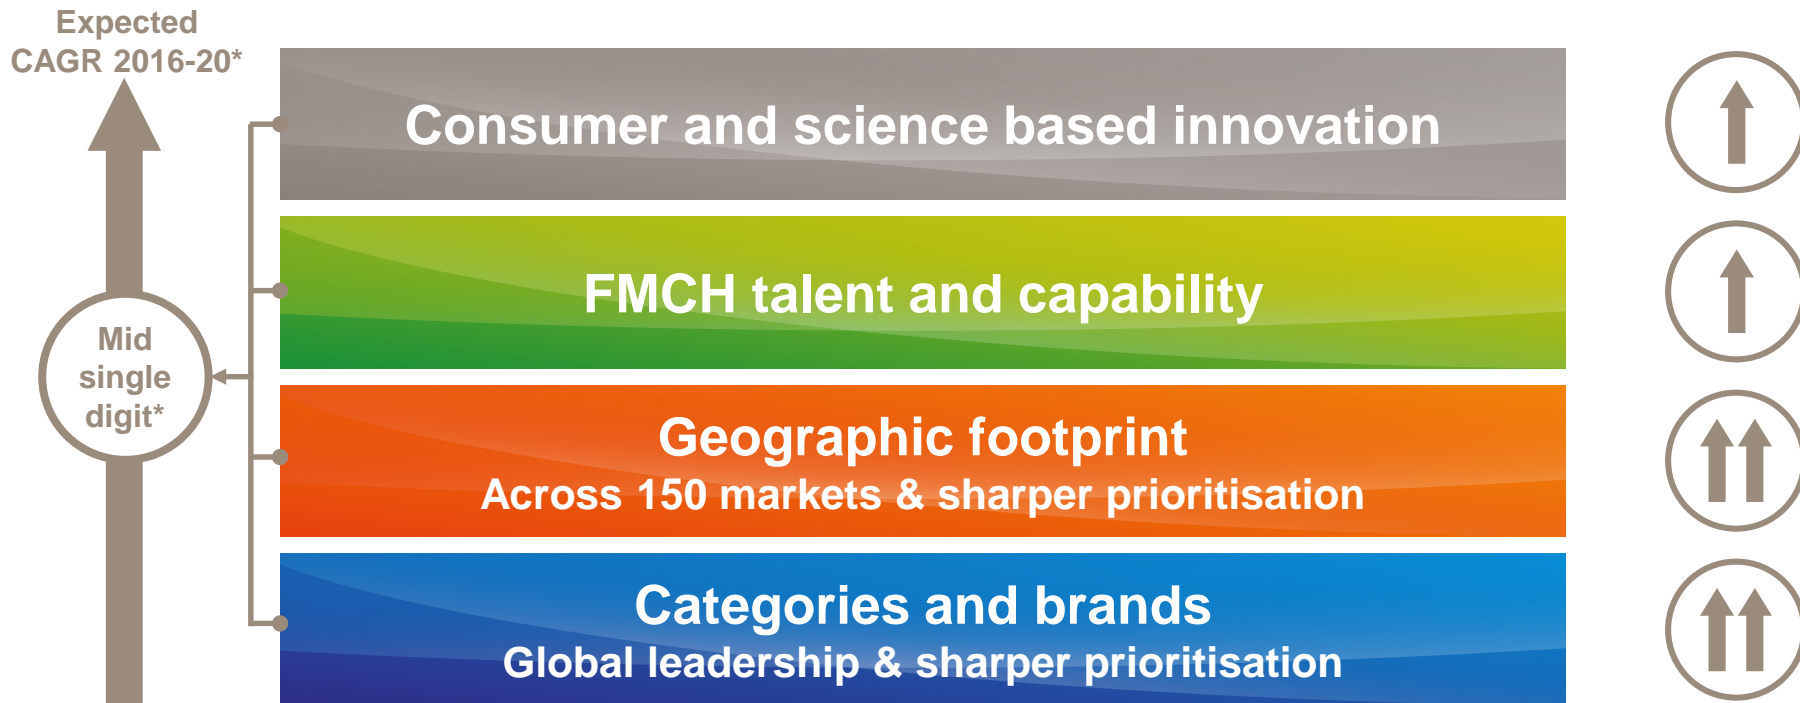 Expected
CAGR 2016-20*
Consumer and science based innovation
FMCH talent and capability
Mid
single
digit*
Geographic footprint
Across 150 markets & sharper prioritisation
Categories and brands
Global leadership & sharper prioritisation